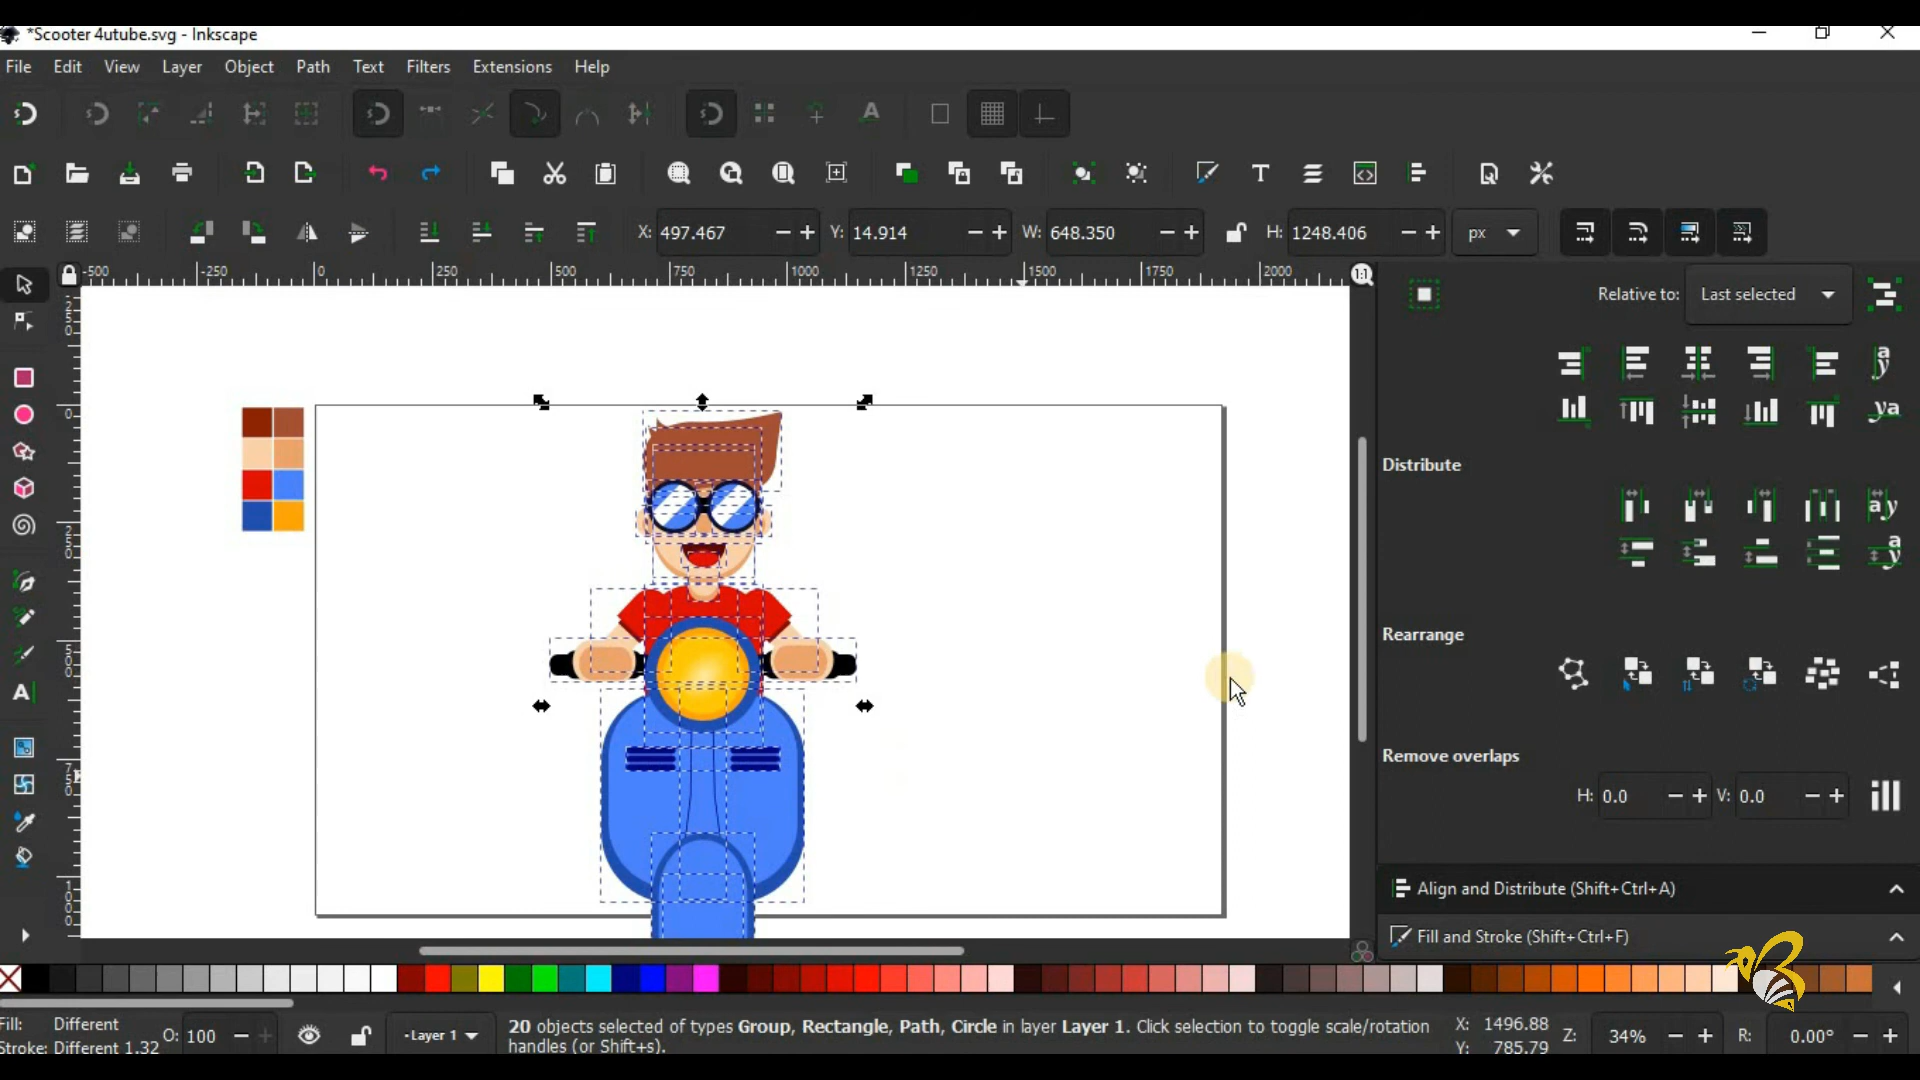 *Scooter 4utube.svg - Inkscape
File Edit View Layer Object Path Text Filters Extensions Help
X: 497.467 Y: 14.914 W: 648.350 H: 1248.406 px
-500 -250 0 250 500 750 1000 1250 1500 1750 2000
1:1
Relative to: Last selected
Distribute
Rearrange
Remove overlaps
H: 0.0 V: 0.0
Align and Distribute (Shift+Ctrl+A)
Fill and Stroke (Shift+Ctrl+F)
Fill: Different
Stroke: Different 1.32
O: 100
-Layer 1
20 objects selected of types Group, Rectangle, Path, Circle in layer Layer 1. Click selection to toggle scale/rotation
handles (or Shift+s).
X: 1496.88
Y: 785.79
Z: 34% R: 0.00°